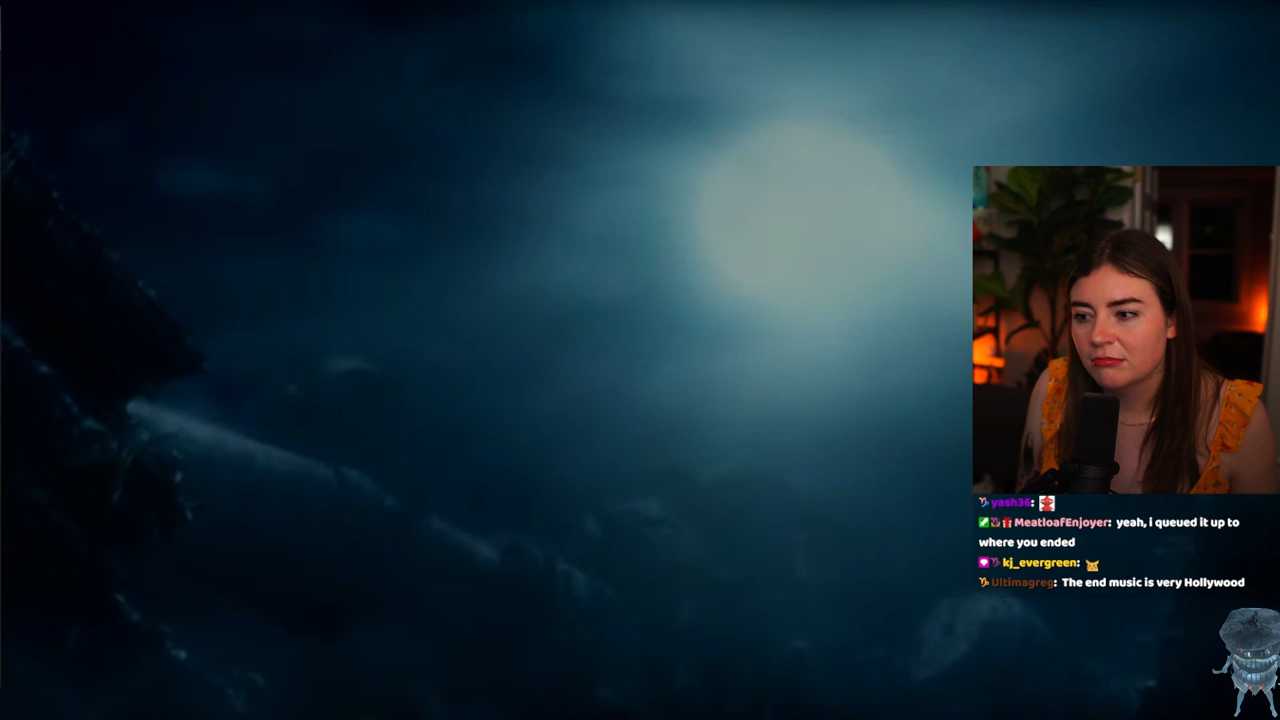 yash36:
MeatloafEnjoyer: yeah, i queued it up to
where you ended
kj_evergreen:
Ultimagreg: The end music is very Hollywood